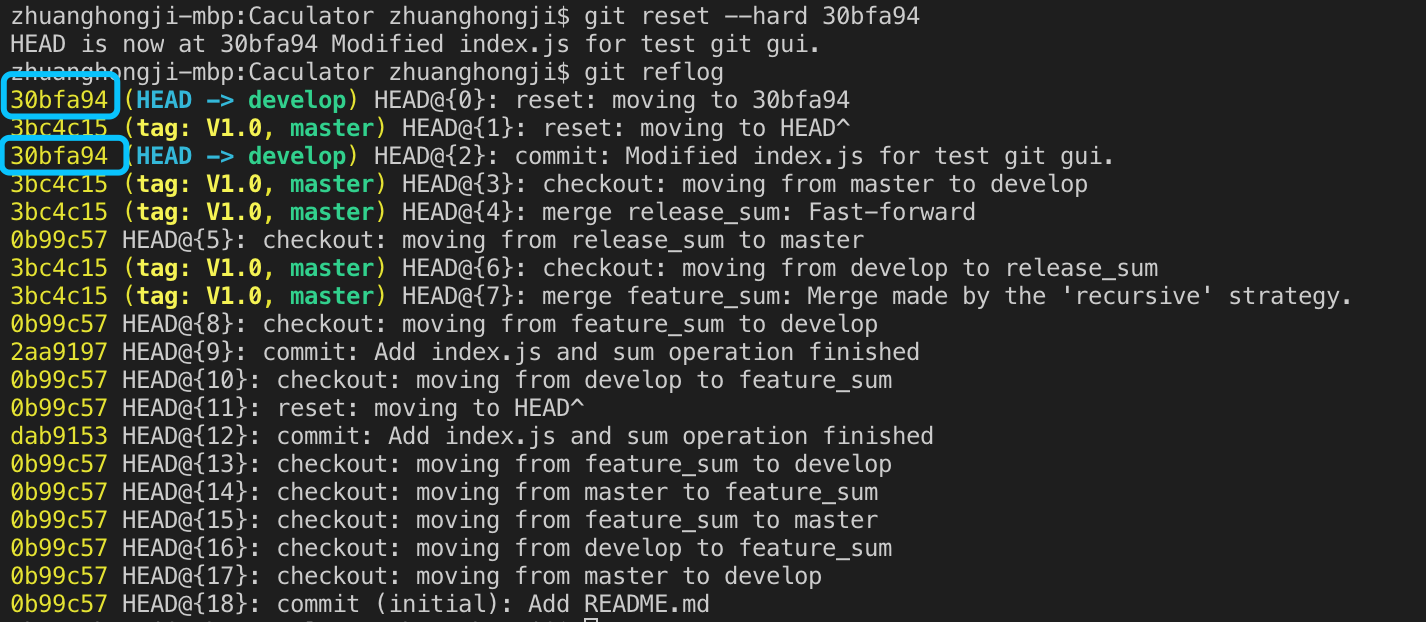 zhuanghongji-mbp:Caculator zhuanghongji$ git reset --hard 30bfa94
HEAD is now at 30bfa94 Modified index.js for test git gui.
zhuanghongji-mbp:Caculator zhuanghongji$ git reflog
30bfa94 (HEAD -> develop) HEAD@{0}: reset: moving to 30bfa94
3bc4c15 (tag: V1.0, master) HEAD@{1}: reset: moving to HEAD^
30bfa94 (HEAD -> develop) HEAD@{2}: commit: Modified index.js for test git gui.
3bc4c15 (tag: V1.0, master) HEAD@{3}: checkout: moving from master to develop
3bc4c15 (tag: V1.0, master) HEAD@{4}: merge release_sum: Fast-forward
0b99c57 HEAD@{5}: checkout: moving from release_sum to master
3bc4c15 (tag: V1.0, master) HEAD@{6}: checkout: moving from develop to release_sum
3bc4c15 (tag: V1.0, master) HEAD@{7}: merge feature_sum: Merge made by the 'recursive' strategy.
0b99c57 HEAD@{8}: checkout: moving from feature_sum to develop
2aa9197 HEAD@{9}: commit: Add index.js and sum operation finished
0b99c57 HEAD@{10}: checkout: moving from develop to feature_sum
0b99c57 HEAD@{11}: reset: moving to HEAD^
dab9153 HEAD@{12}: commit: Add index.js and sum operation finished
0b99c57 HEAD@{13}: checkout: moving from feature_sum to develop
0b99c57 HEAD@{14}: checkout: moving from master to feature_sum
0b99c57 HEAD@{15}: checkout: moving from feature_sum to master
0b99c57 HEAD@{16}: checkout: moving from develop to feature_sum
0b99c57 HEAD@{17}: checkout: moving from master to develop
0b99c57 HEAD@{18}: commit (initial): Add README.md